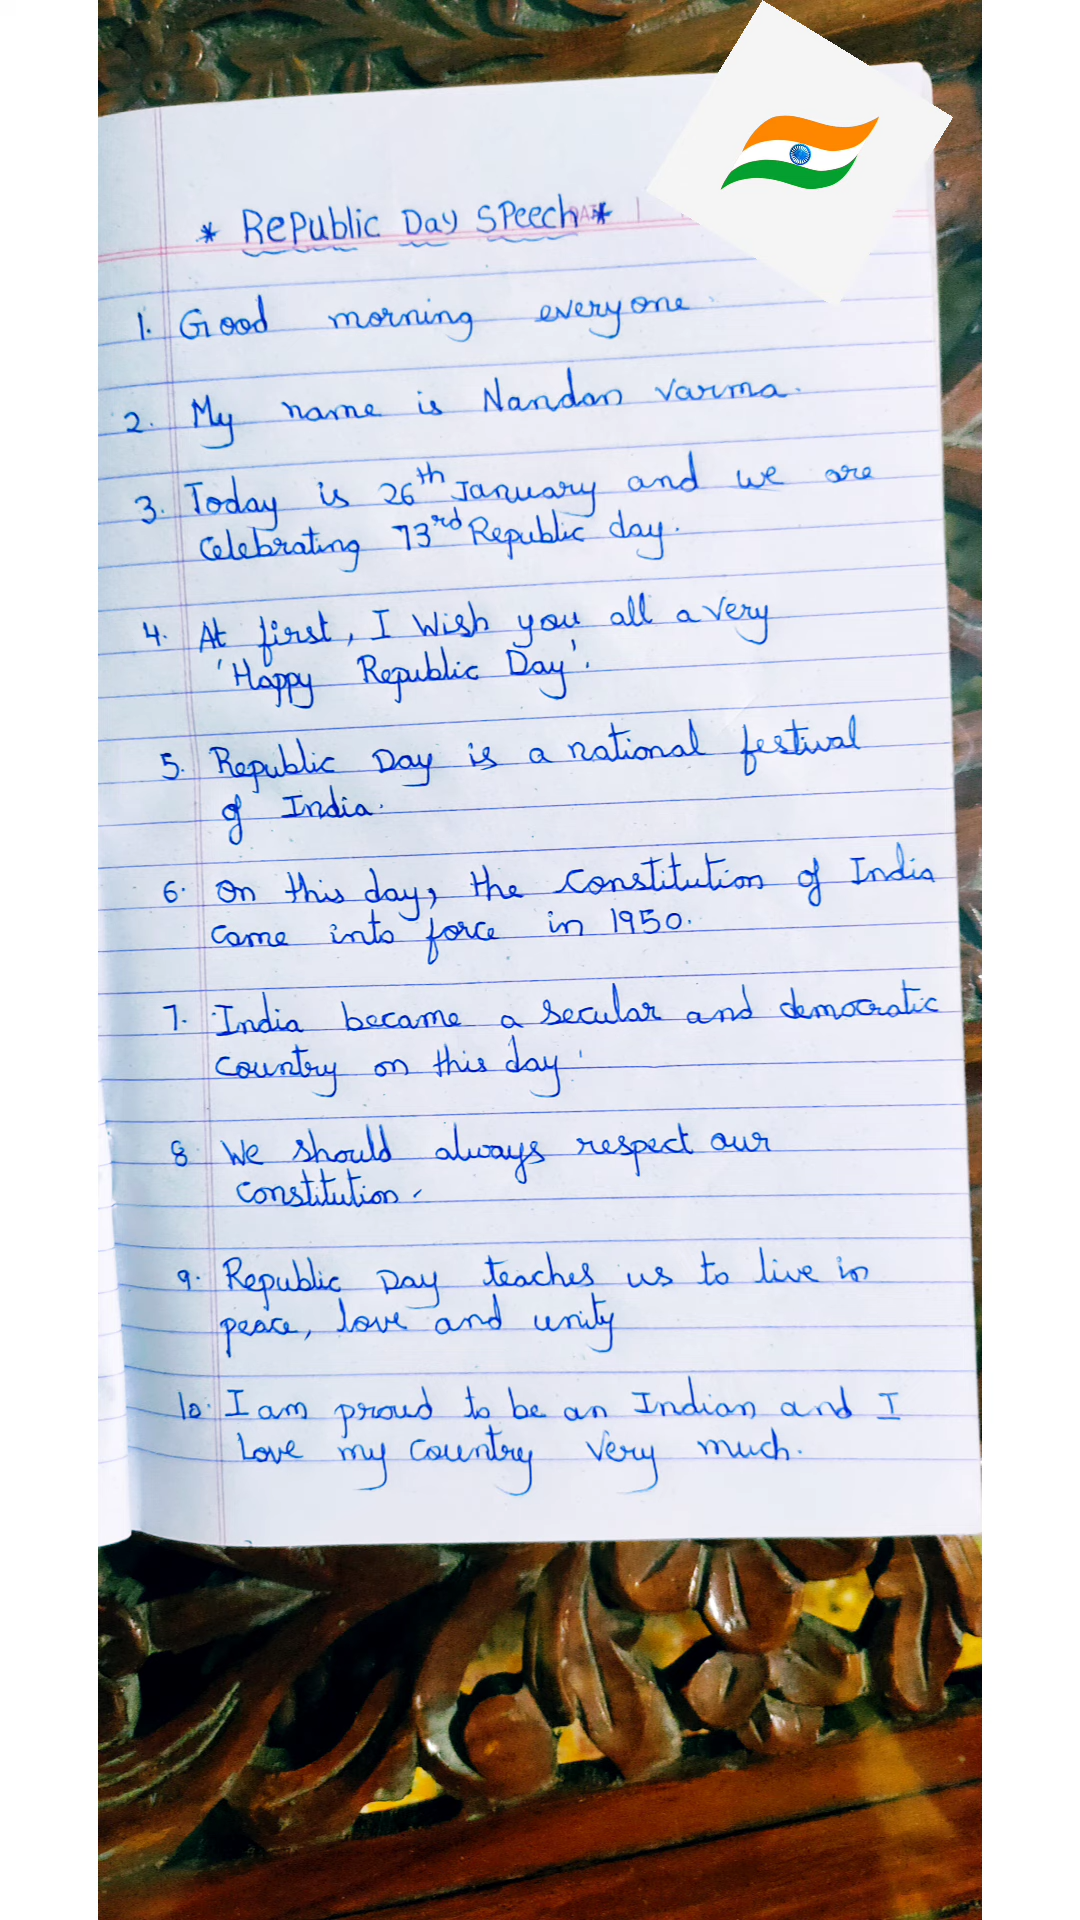 * Republic Day Speech *
1. Good morning everyone.
2. My name is Nandan Varma.
3. Today is 26th January and we are
Celebrating 73rd Republic day.
4. At first, I Wish you all a Very
'Happy Republic Day'.
5. Republic Day is a national festival
of India.
6. On this day, the Constitution of India
came into force in 1950.
7. India became a secular and democratic
country on this day.
8 We should always respect our
constitution.
9. Republic Day teaches us to live in
peace, love and unity
10. I am proud to be an Indian and I
Love my Country Very much.